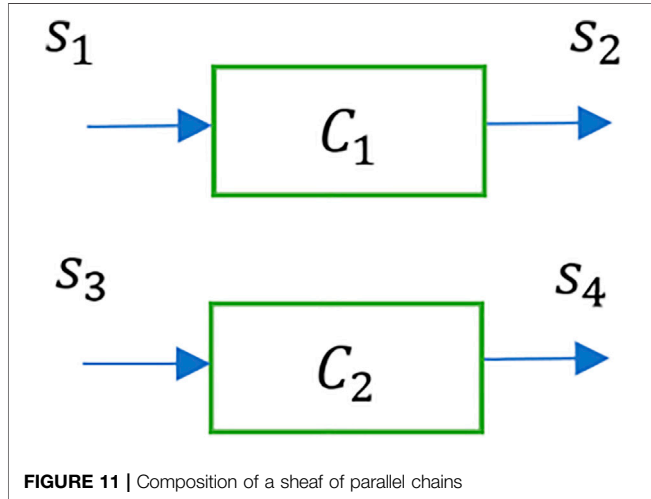 s₁ s₂
C₁
s₃ s₄
C₂
FIGURE 11 | Composition of a sheaf of parallel chains